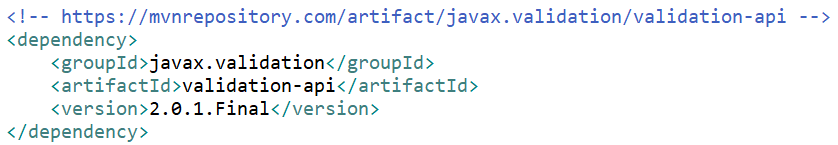 <!-- https://mvnrepository.com/artifact/javax.validation/validation-api -->
<dependency>
    <groupId>javax.validation</groupId>
    <artifactId>validation-api</artifactId>
    <version>2.0.1.Final</version>
</dependency>